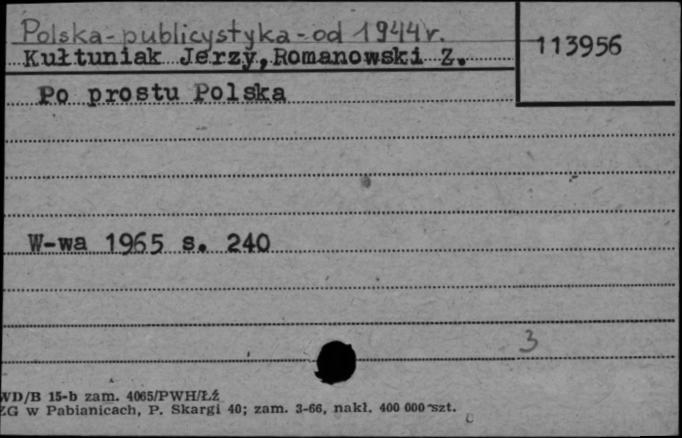 Polska - publicystyka - od 1944 r.
113956
Kułtuniak Jerzy, Romanowski Z.
Po prostu Polska
W-wa 1965 s. 240
3
WD/B 15-b zam. 4065/PWH/Łź
ZG w Pabianicach, P. Skargi 40; zam. 3-66, nakł. 400 000 szt.